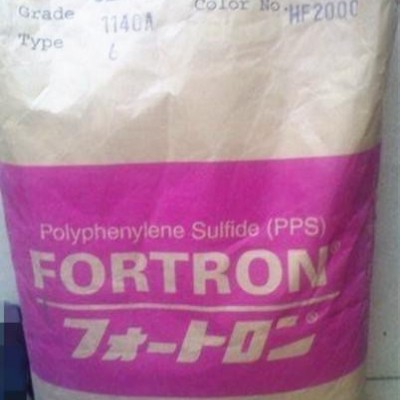 Grade 1140A Color No. HF2000
Type 6
Polyphenylene Sulfide (PPS)
FORTRON®
フォートロン®